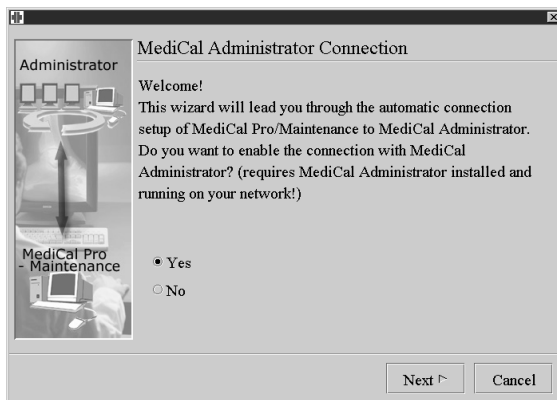 MediCal Administrator Connection
Administrator
MediCal Pro
- Maintenance
Welcome!
This wizard will lead you through the automatic connection
setup of MediCal Pro/Maintenance to MediCal Administrator.
Do you want to enable the connection with MediCal
Administrator? (requires MediCal Administrator installed and
running on your network!)
Yes
No
Next
Cancel